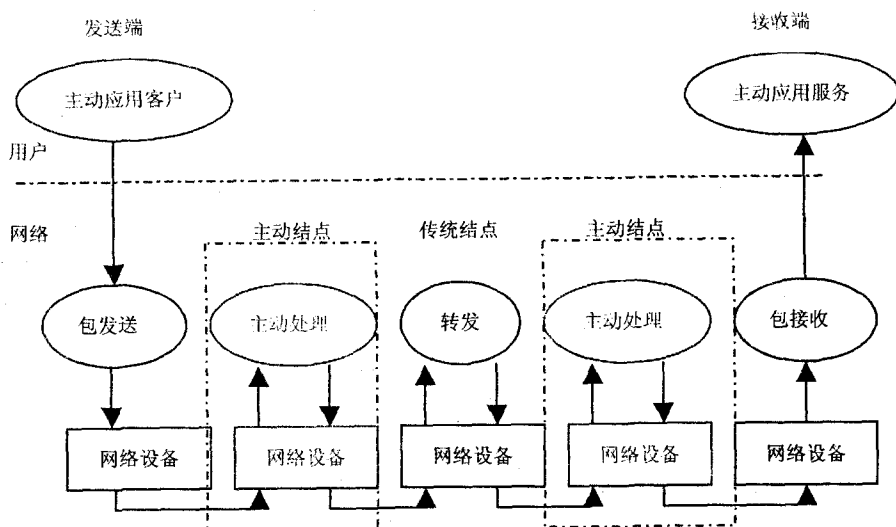 发送端
接收端
主动应用客户
主动应用服务
用户
网络
主动结点
传统结点
主动结点
包发送
主动处理
转发
主动处理
包接收
网络设备
网络设备
网络设备
网络设备
网络设备